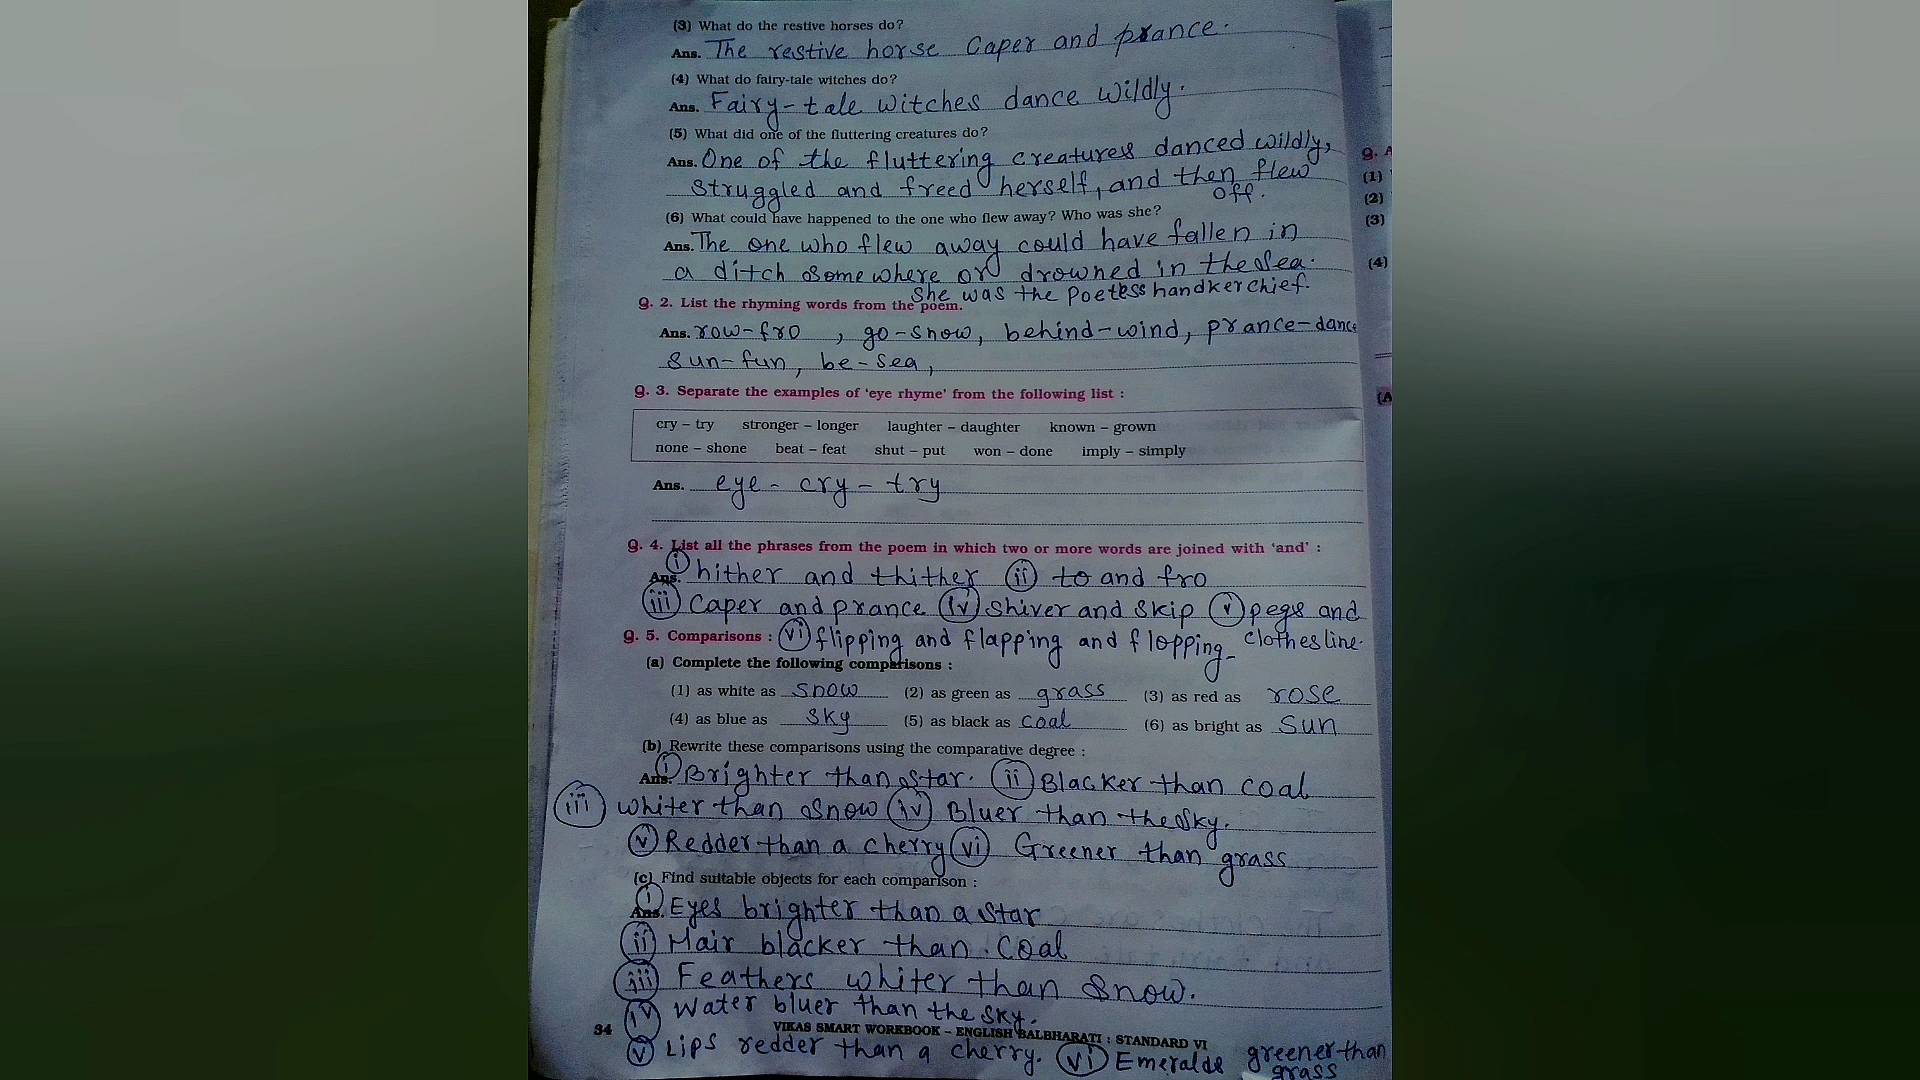 (3) What do the restive horses do?
Ans. The restive horse Caper and prance.
(4) What do fairy-tale witches do?
Ans. Fairy-tale witches dance wildly.
(5) What did one of the fluttering creatures do?
Ans. One of the fluttering creatures danced wildly,
struggled and freed herself, and then flew
off.
(6) What could have happened to the one who flew away? Who was she?
Ans. The one who flew away could have fallen in
a ditch somewhere or drowned in the sea.
She was the Poetess handkerchief.
Q. 2. List the rhyming words from the poem.
Ans. row-fro , go-snow, behind-wind, prance-dance
sun-fun, be-sea,
Q. 3. Separate the examples of 'eye rhyme' from the following list :
cry – try stronger – longer laughter – daughter known – grown
none – shone beat – feat shut – put won – done imply – simply
Ans. eye - cry - try
Q. 4. List all the phrases from the poem in which two or more words are joined with 'and' :
Ans. (i) hither and thither (ii) to and fro
(iii) Caper and prance (iv) Shiver and Skip (v) pegs and
clothes line.
Q. 5. Comparisons : (vi) flipping and flapping and flopping
(a) Complete the following comparisons :
(1) as white as snow (2) as green as grass (3) as red as rose
(4) as blue as sky (5) as black as coal (6) as bright as sun
(b) Rewrite these comparisons using the comparative degree :
Ans. (i) Brighter than star. (ii) Blacker than coal
(iii) whiter than snow (iv) Bluer than the sky.
(v) Redder than a cherry (vi) Greener than grass
(c) Find suitable objects for each comparison :
Ans. (i) Eyes brighter than a star
(ii) Hair blacker than coal
(iii) Feathers whiter than snow.
(iv) Water bluer than the sky.
34 VIKAS SMART WORKBOOK – ENGLISH BALBHARATI : STANDARD VI
(v) Lips redder than a cherry. (vi) Emeralds greener than
grass
Q. A
(1)
(2)
(3)
(4)
(A